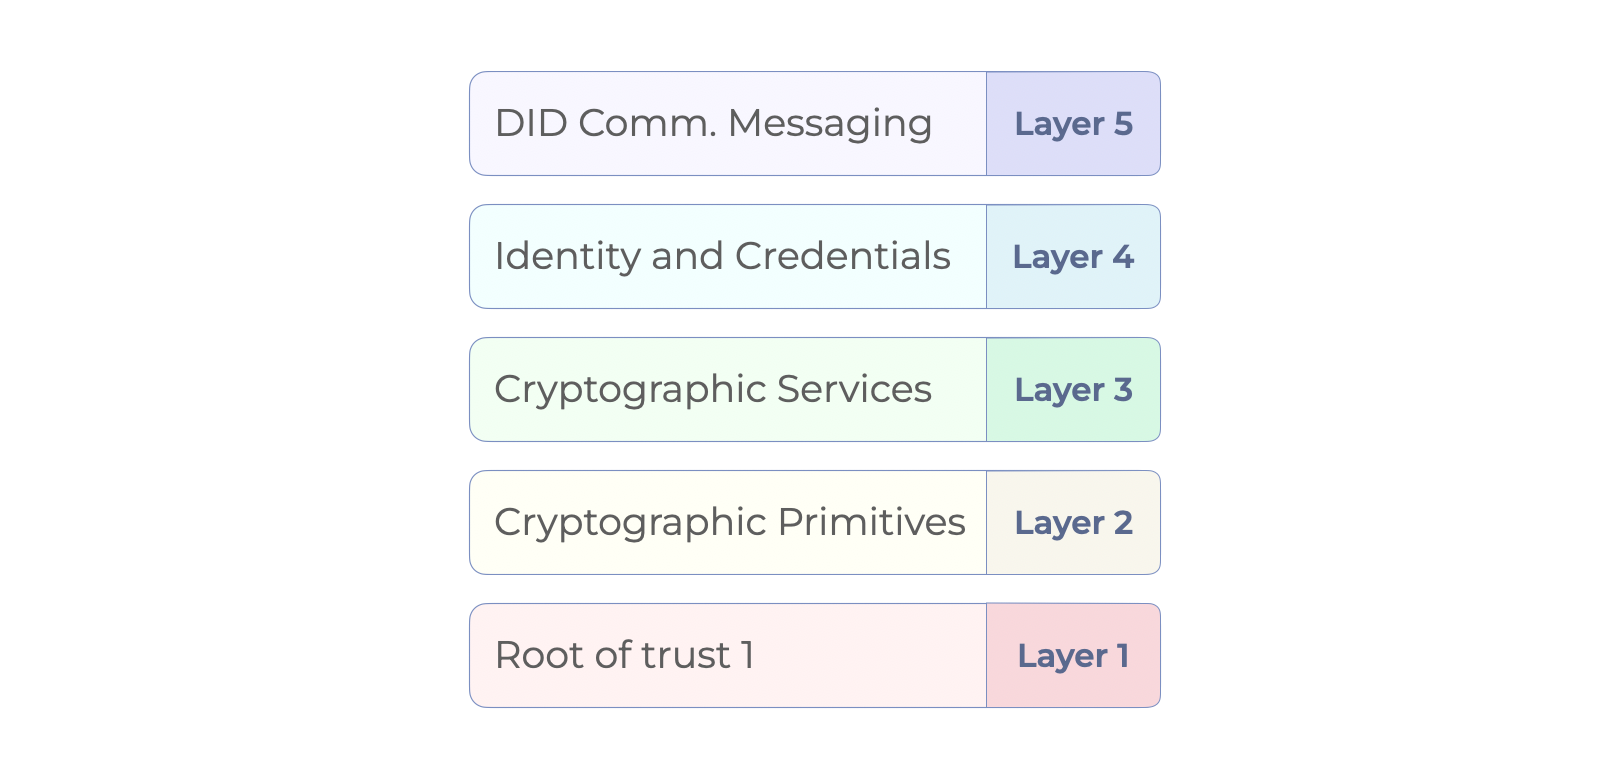 DID Comm. Messaging Layer 5
Identity and Credentials Layer 4
Cryptographic Services Layer 3
Cryptographic Primitives Layer 2
Root of trust 1 Layer 1